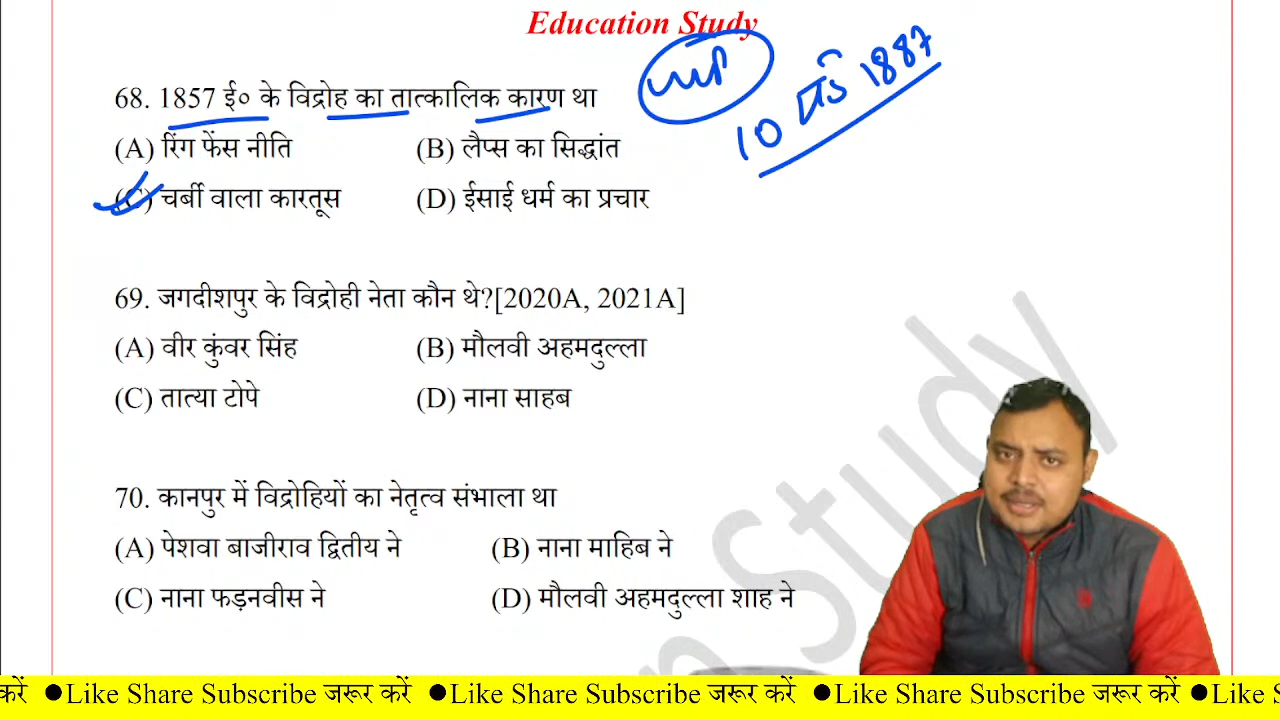 Education Study
68. 1857 ई० के विद्रोह का तात्कालिक कारण था
10 मई 1887
(A) रिंग फेंस नीति (B) लैप्स का सिद्धांत
(C) चर्बी वाला कारतूस (D) ईसाई धर्म का प्रचार
69. जगदीशपुर के विद्रोही नेता कौन थे?[2020A, 2021A]
(A) वीर कुंवर सिंह (B) मौलवी अहमदुल्ला
(C) तात्या टोपे (D) नाना साहब
70. कानपुर में विद्रोहियों का नेतृत्व संभाला था
(A) पेशवा बाजीराव द्वितीय ने (B) नाना माहिब ने
(C) नाना फड़नवीस ने (D) मौलवी अहमदुल्ला शाह ने
n Study
करें ●Like Share Subscribe जरूर करें ●Like Share Subscribe जरूर करें ●Like Share Subscribe जरूर करें ●Like S